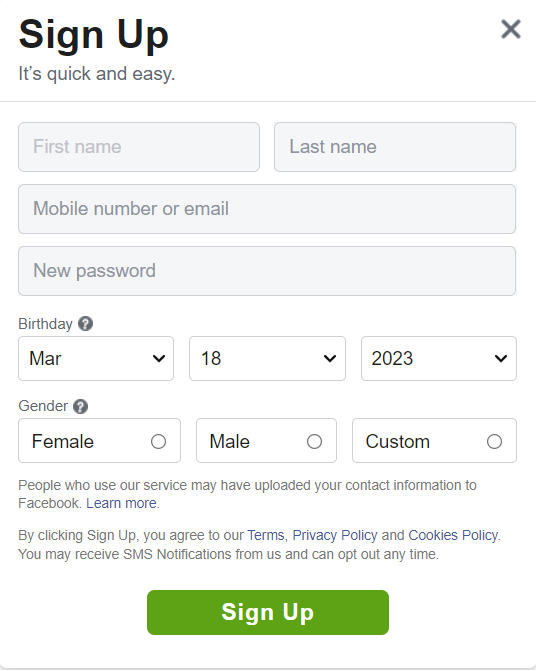 Sign Up
It's quick and easy.
First name Last name
Mobile number or email
New password
Birthday ?
Mar 18 2023
Gender ?
Female Male Custom
People who use our service may have uploaded your contact information to
Facebook. Learn more.
By clicking Sign Up, you agree to our Terms, Privacy Policy and Cookies Policy.
You may receive SMS Notifications from us and can opt out any time.
Sign Up